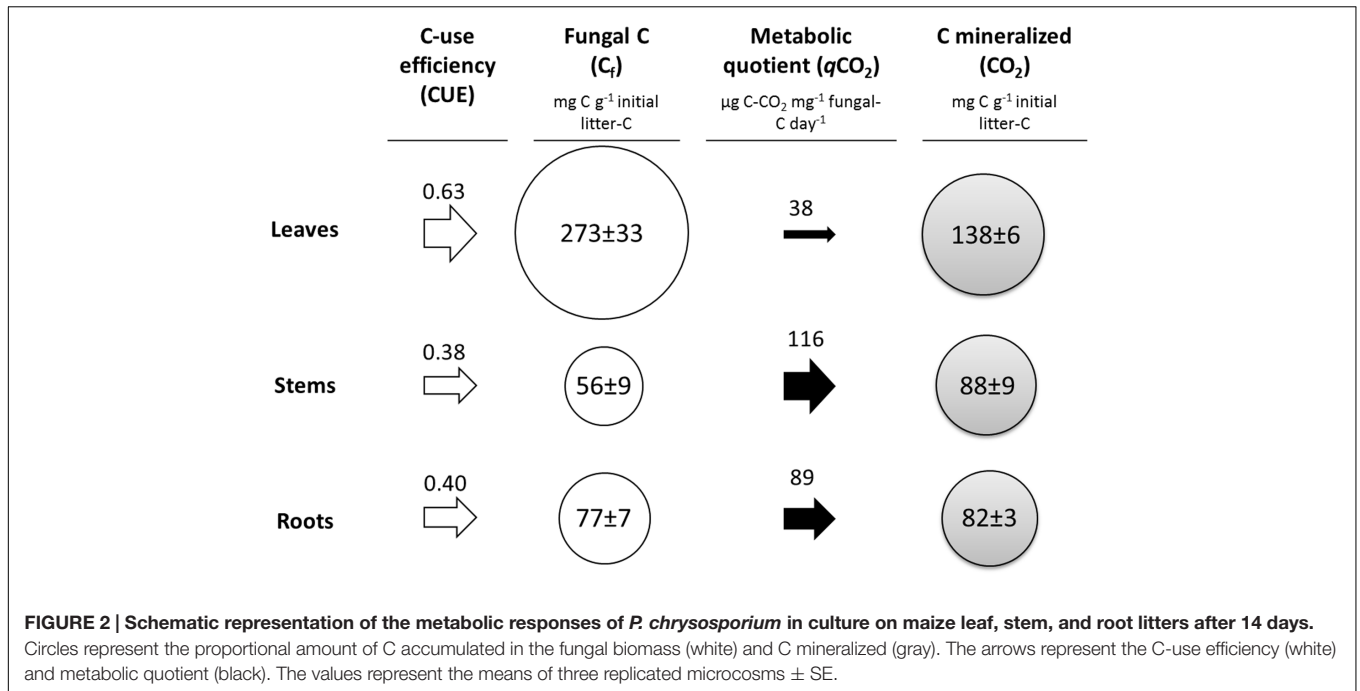 C-use efficiency (CUE)
Fungal C (Cf)
mg C g⁻¹ initial litter-C
Metabolic quotient (qCO₂)
µg C-CO₂ mg⁻¹ fungal-C day⁻¹
C mineralized (CO₂)
mg C g⁻¹ initial litter-C
Leaves
0.63
273±33
38
138±6
Stems
0.38
56±9
116
88±9
Roots
0.40
77±7
89
82±3
FIGURE 2 | Schematic representation of the metabolic responses of P. chrysosporium in culture on maize leaf, stem, and root litters after 14 days.
Circles represent the proportional amount of C accumulated in the fungal biomass (white) and C mineralized (gray). The arrows represent the C-use efficiency (white)
and metabolic quotient (black). The values represent the means of three replicated microcosms ± SE.